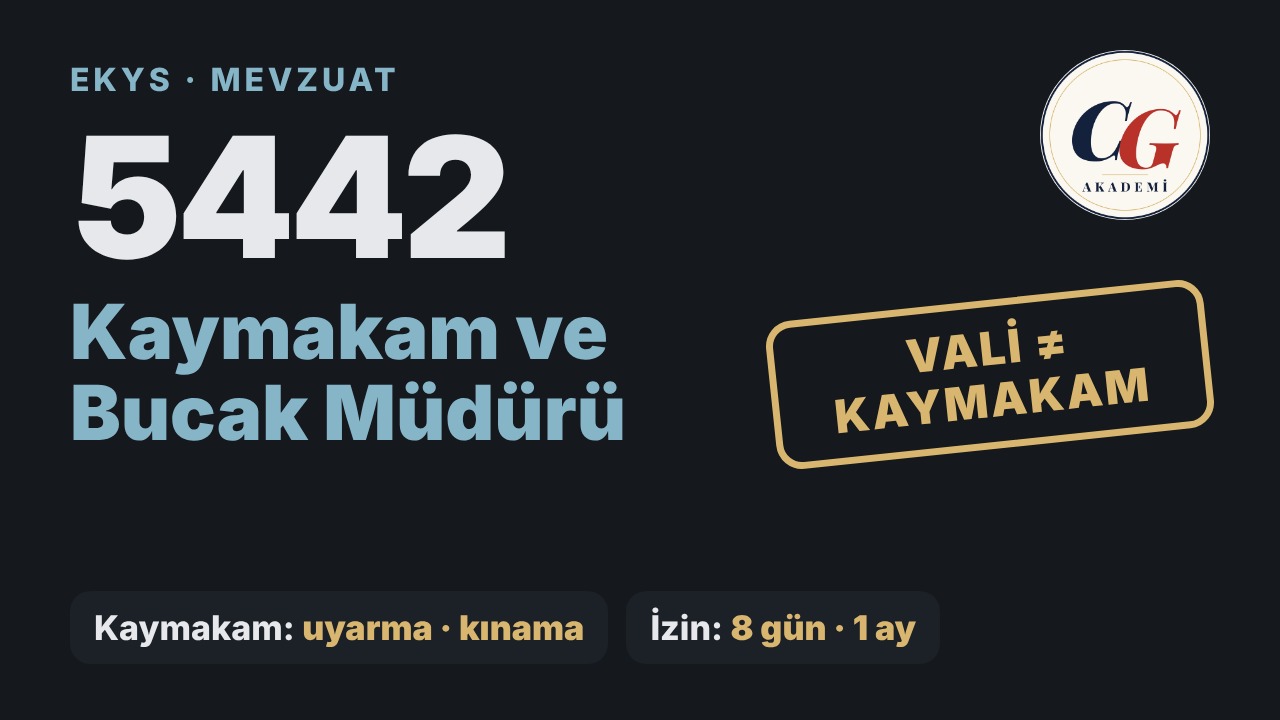 EKYS · MEVZUAT
5442
Kaymakam ve
Bucak Müdürü
CG
AKADEMİ
VALİ ≠
KAYMAKAM
Kaymakam: uyarma · kınama
İzin: 8 gün · 1 ay